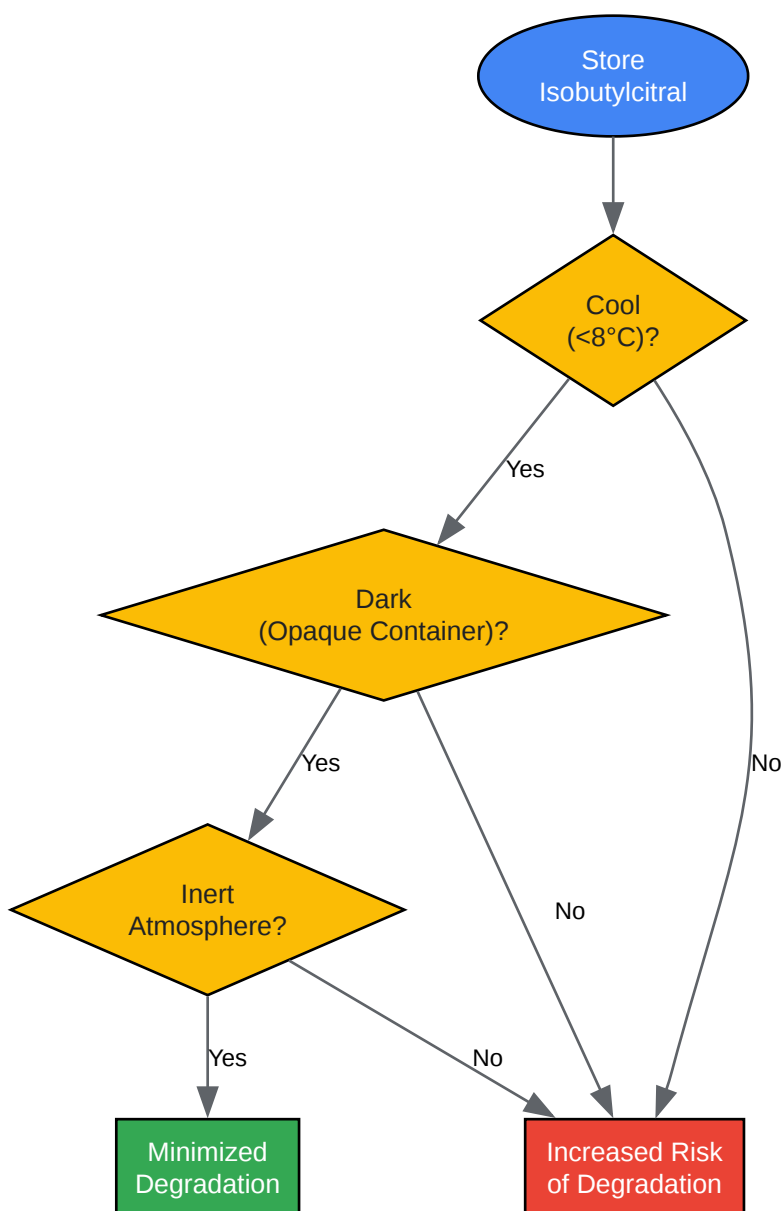 Store
Isobutylcitral
Cool
(<8°C)?
Yes
Dark
(Opaque Container)?
Yes
No
Inert
Atmosphere?
No
Yes
No
Minimized
Degradation
Increased Risk
of Degradation